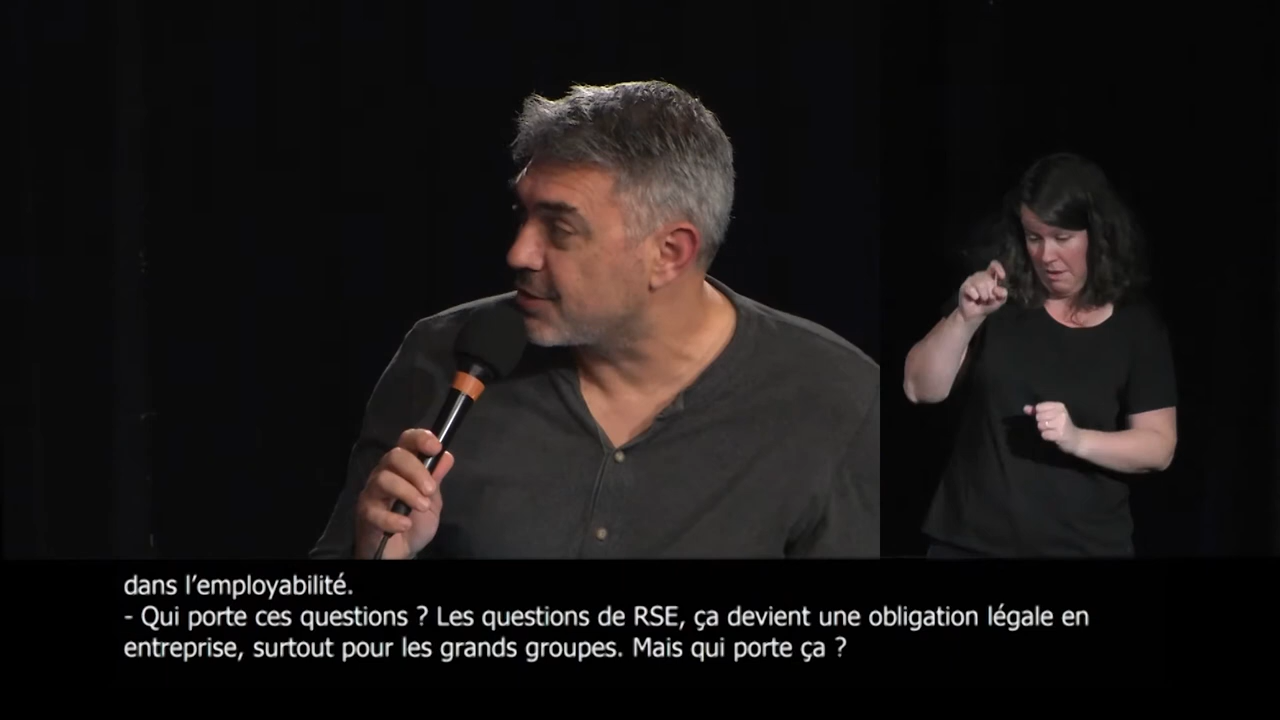 dans l’employabilité.
- Qui porte ces questions ? Les questions de RSE, ça devient une obligation légale en
entreprise, surtout pour les grands groupes. Mais qui porte ça ?